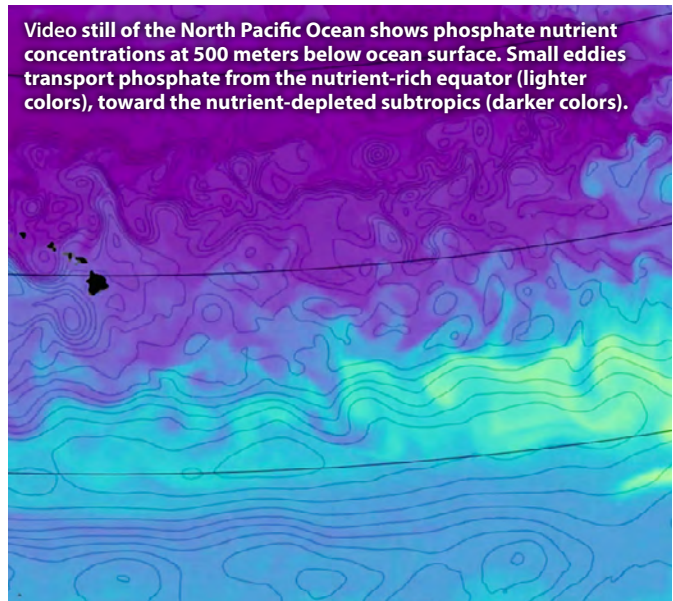 Video still of the North Pacific Ocean shows phosphate nutrient
concentrations at 500 meters below ocean surface. Small eddies
transport phosphate from the nutrient-rich equator (lighter
colors), toward the nutrient-depleted subtropics (darker colors).